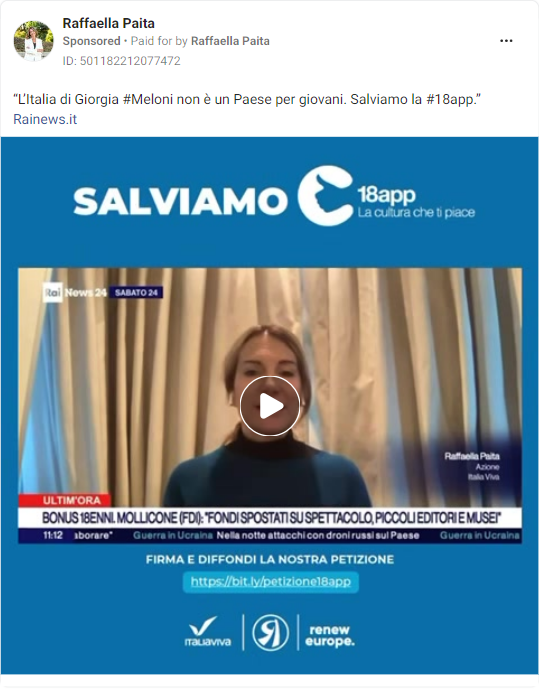 Raffaella Paita
Sponsored • Paid for by Raffaella Paita
ID: 501182212077472
“L’Italia di Giorgia #Meloni non è un Paese per giovani. Salviamo la #18app.”
Rainews.it
SALVIAMO
18app
La cultura che ti piace
Rai News 24 SABATO 24
Raffaella Paita
Azione
Italia Viva
ULTIM'ORA
BONUS 18ENNI. MOLLICONE (FDI): "FONDI SPOSTATI SU SPETTACOLO, PICCOLI EDITORI E MUSEI"
11:12 aborare" Guerra in Ucraina Nella notte attacchi con droni russi sul Paese Guerra in Ucraina
FIRMA E DIFFONDI LA NOSTRA PETIZIONE
https://bit.ly/petizione18app
ITALIAVIVA
renew
europe.